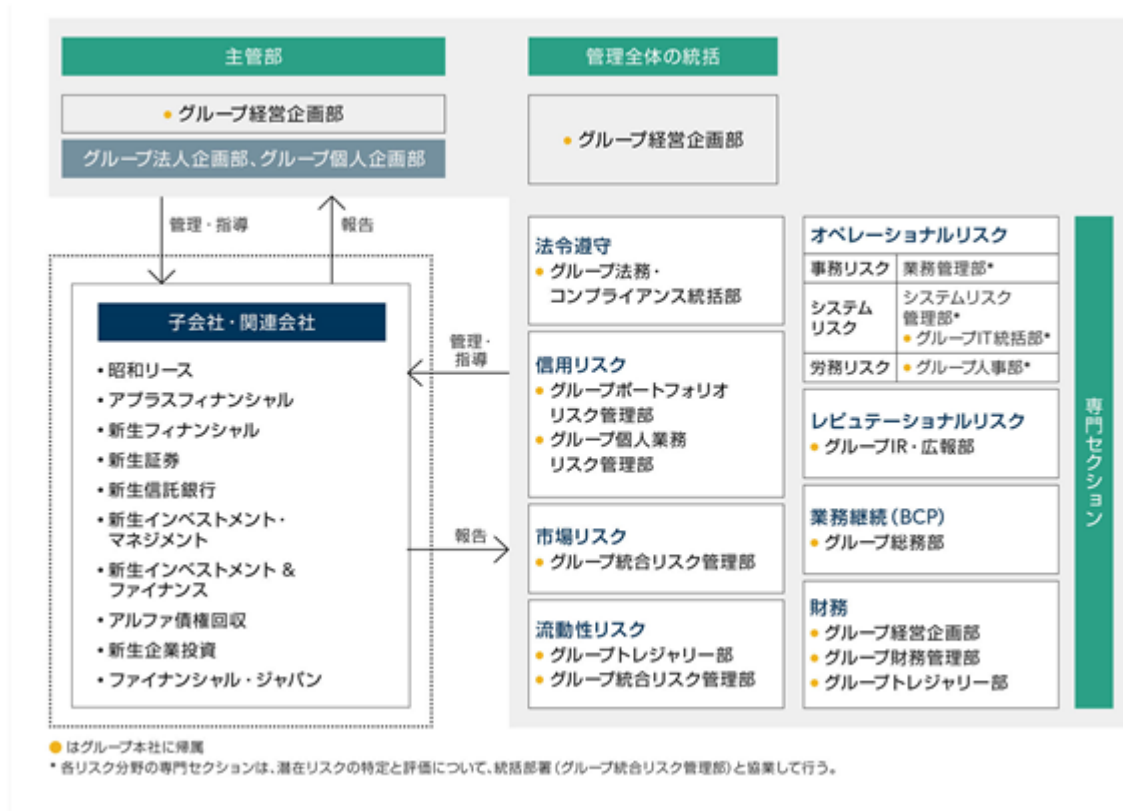 主管部
● グループ経営企画部
グループ法人企画部、グループ個人企画部
管理全体の統括
● グループ経営企画部
管理・指導
報告
子会社・関連会社
• 昭和リース
• アプラスフィナンシャル
• 新生フィナンシャル
• 新生証券
• 新生信託銀行
• 新生インベストメント・
マネジメント
• 新生インベストメント &
ファイナンス
• アルファ債権回収
• 新生企業投資
• ファイナンシャル・ジャパン
管理・
指導
報告
法令遵守
● グループ法務・
コンプライアンス統括部
信用リスク
● グループポートフォリオ
リスク管理部
● グループ個人業務
リスク管理部
市場リスク
● グループ統合リスク管理部
流動性リスク
● グループトレジャリー部
● グループ統合リスク管理部
オペレーショナルリスク
事務リスク 業務管理部*
システム
リスク
システムリスク
管理部*
● グループIT統括部*
労務リスク ● グループ人事部*
レピュテーショナルリスク
● グループIR・広報部
業務継続(BCP)
● グループ総務部
財務
● グループ経営企画部
● グループ財務管理部
● グループトレジャリー部
専門セクション
● はグループ本社に帰属
* 各リスク分野の専門セクションは、潜在リスクの特定と評価について、統括部署(グループ統合リスク管理部)と協業して行う。